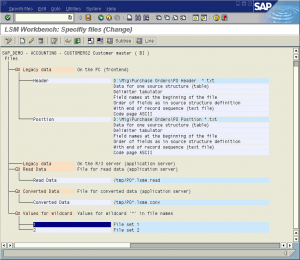 Specify files Edit Goto Utilities System Help
SAP
LSM Workbench: Specify files (Change)
Outline Line
SAP_DEMO - ACCOUNTING - CUSTOMERS2 Customer master ( BI )
Files
Legacy data On the PC (frontend)
Header D:\Mig\Purchase Orders\PO Header *.txt
Data for one source structure (table)
Delimiter tabulator
Field names at the beginning of the file
Order of fields as in source structure definition
With end of record sequence (text file)
Code page ASCII
Position D:\Mig\Purchase Orders\PO Position *.txt
Data for one source structure (table)
Delimiter tabulator
Field names at the beginning of the file
Order of fields as in source structure definition
With end of record sequence (text file)
Code page ASCII
Legacy data On the R/3 server (application server)
Read Data File for read data (application server)
Read Data /tmp/PO*.lsmw.read
Converted Data File for converted data (application server)
Converted Data /tmp/PO*.lsmw.conv
Values for wildcard Values for Wildcard '*' in file names
1 File set 1
2 File set 2